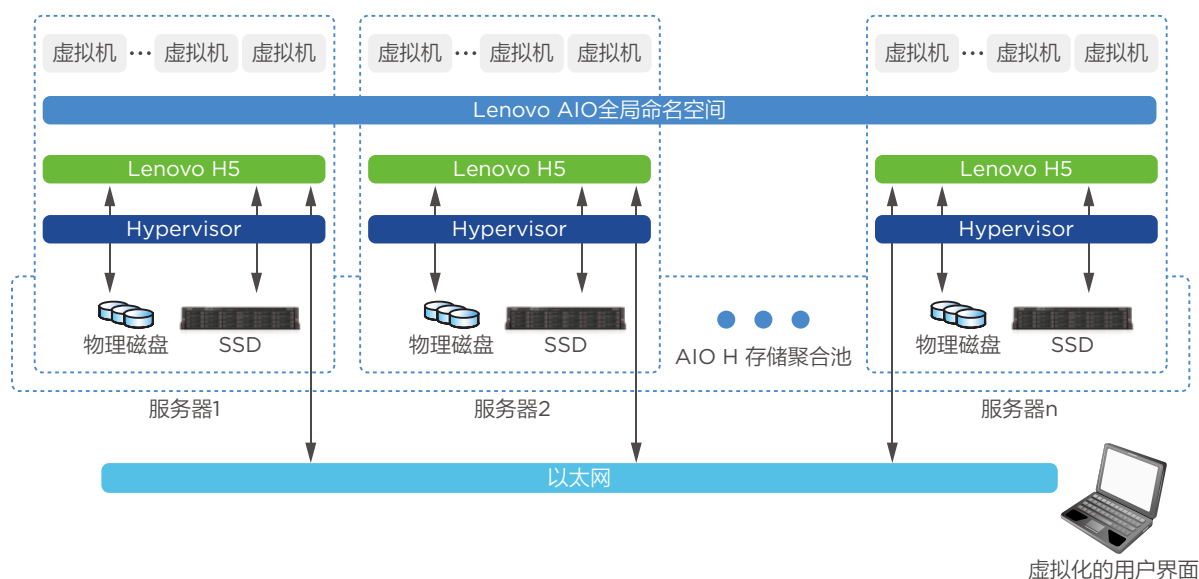 虚拟机 ··· 虚拟机 虚拟机 虚拟机 ··· 虚拟机 虚拟机 虚拟机 ··· 虚拟机 虚拟机
Lenovo AIO全局命名空间
Lenovo H5 Lenovo H5 Lenovo H5
Hypervisor Hypervisor Hypervisor
物理磁盘 SSD 物理磁盘 SSD 物理磁盘 SSD
AIO H 存储聚合池
服务器1 服务器2 服务器n
以太网
虚拟化的用户界面